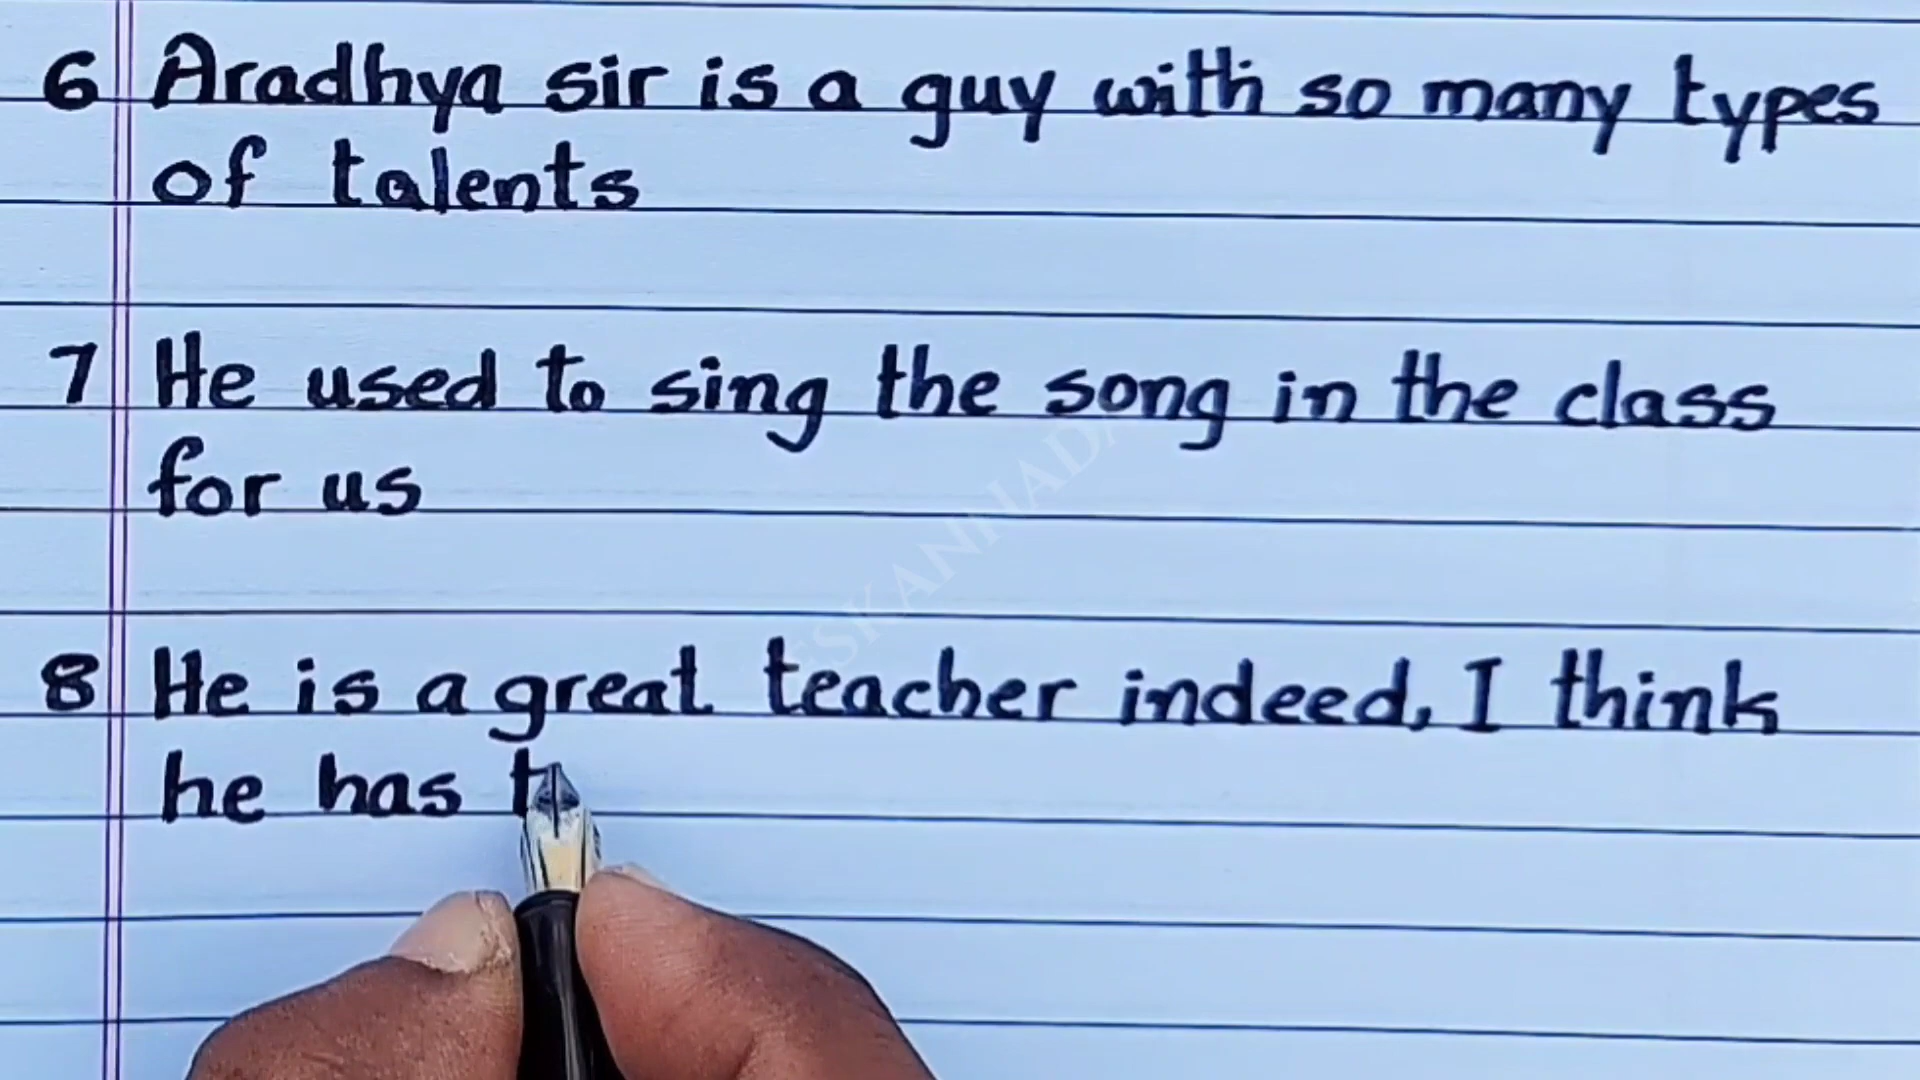 6 Aradhya sir is a guy with so many types
of talents
7 He used to sing the song in the class
for us
8 He is a great teacher indeed, I think
he has t